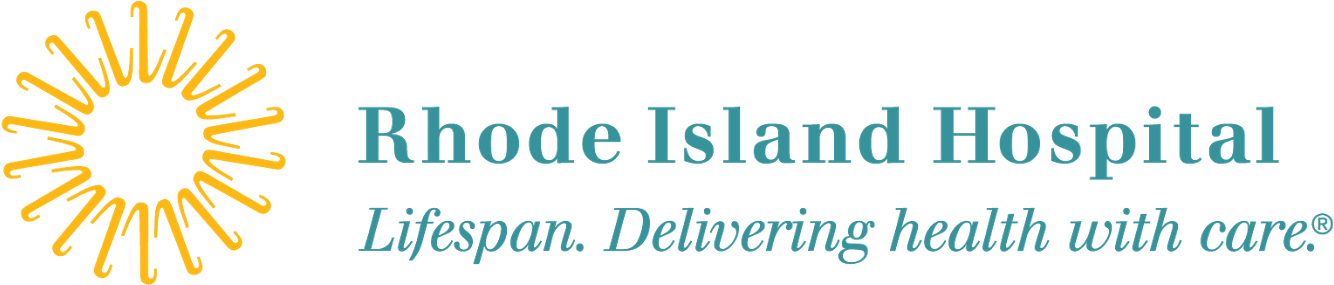 Rhode Island Hospital
Lifespan. Delivering health with care.®